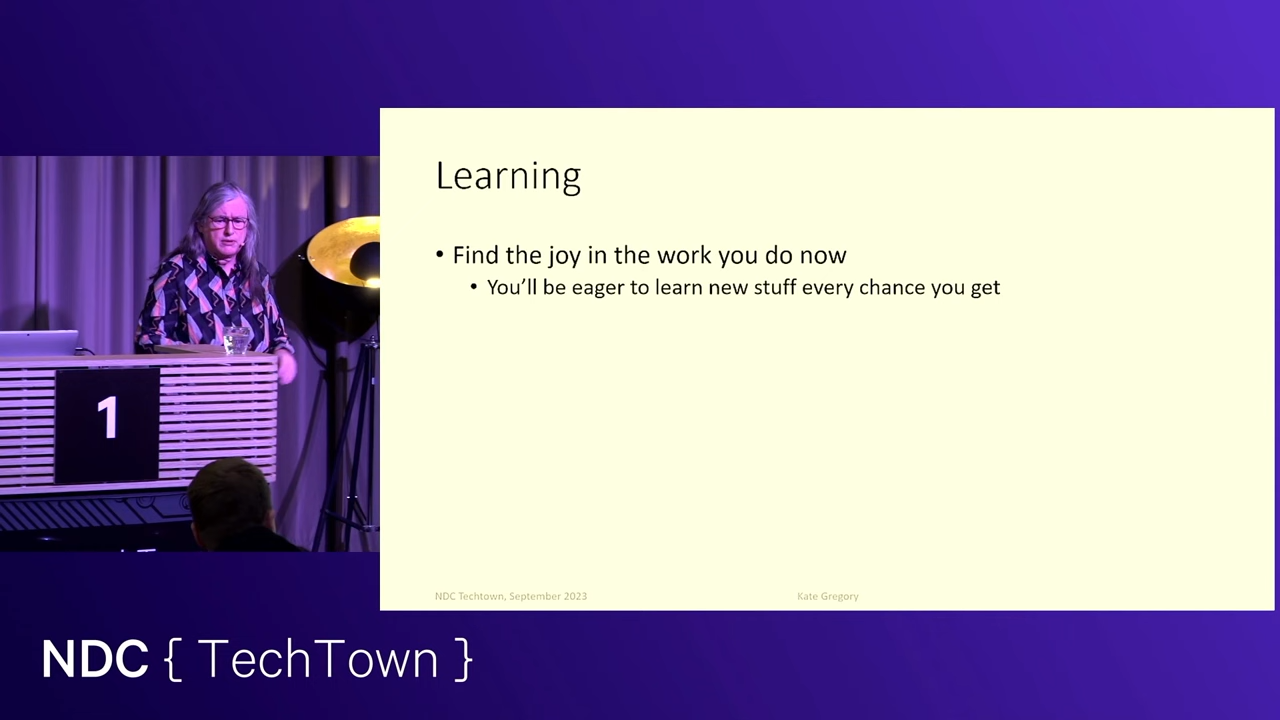 Learning
• Find the joy in the work you do now
• You'll be eager to learn new stuff every chance you get
NDC Techtown, September 2023
Kate Gregory
1
NDC { TechTown }